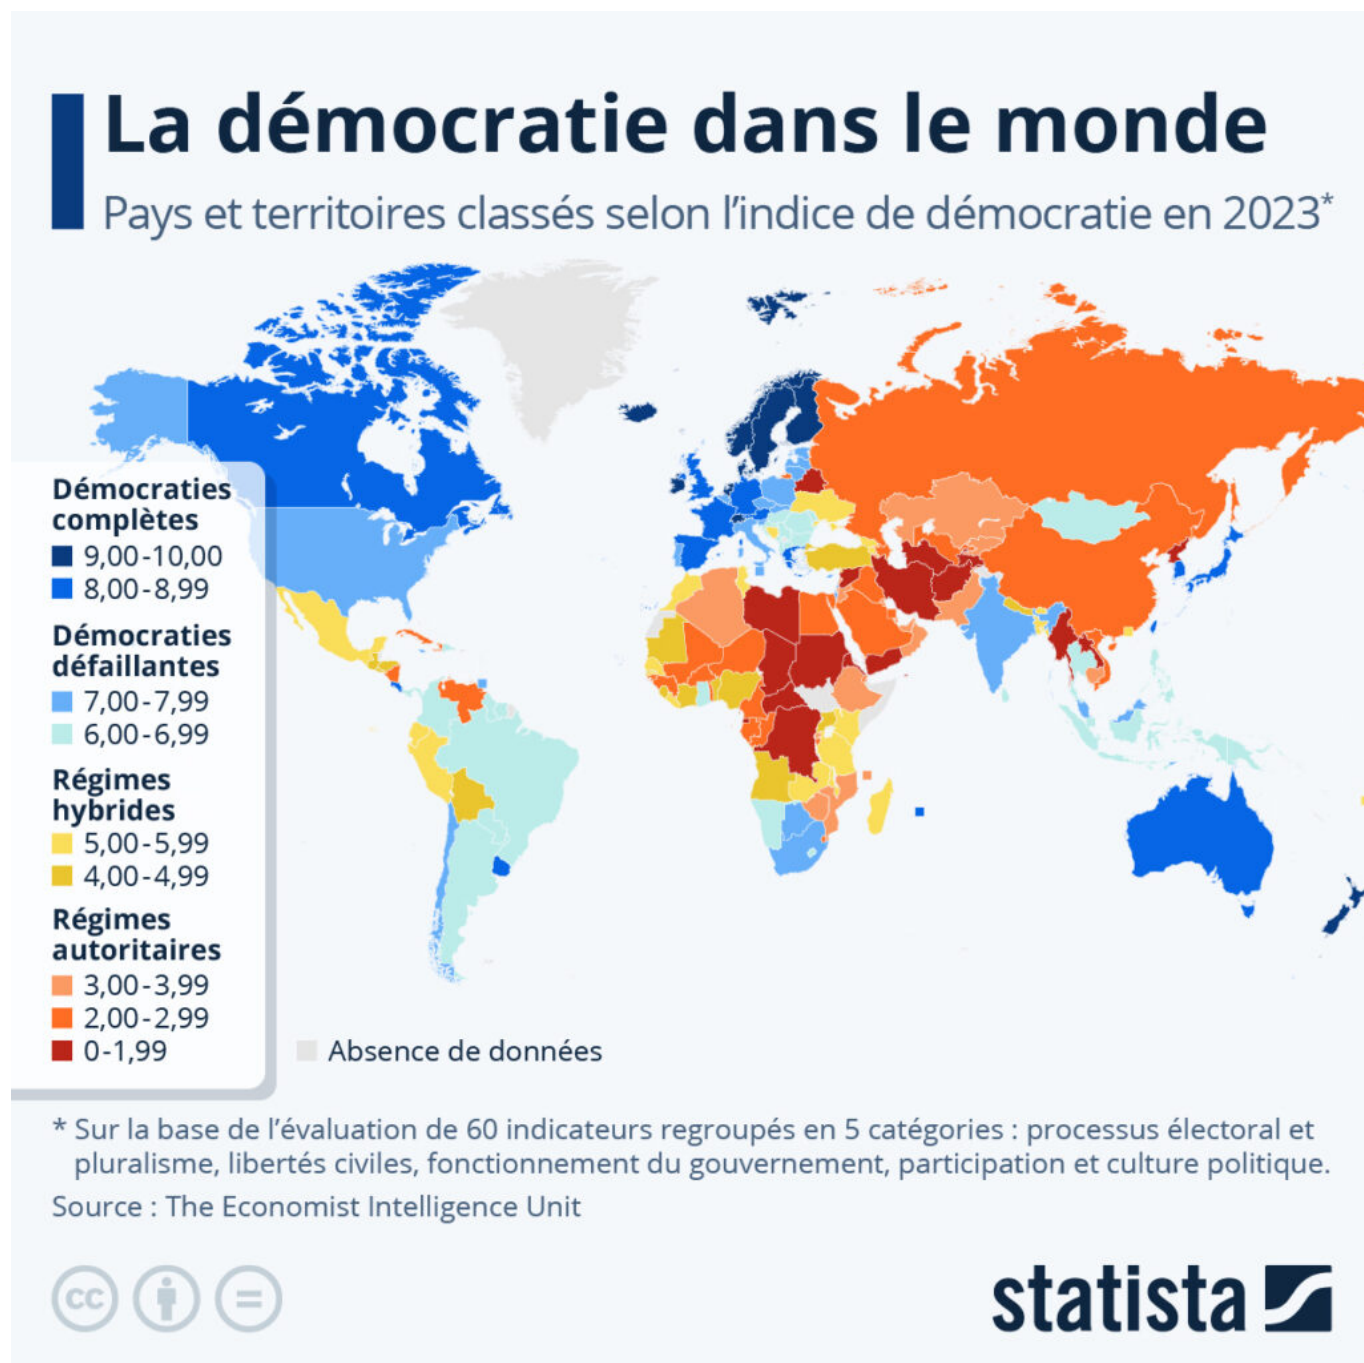 La démocratie dans le monde
Pays et territoires classés selon l'indice de démocratie en 2023*
Démocraties
complètes
9,00-10,00
8,00-8,99
Démocraties
défaillantes
7,00-7,99
6,00-6,99
Régimes
hybrides
5,00-5,99
4,00-4,99
Régimes
autoritaires
3,00-3,99
2,00-2,99
0-1,99
Absence de données
* Sur la base de l'évaluation de 60 indicateurs regroupés en 5 catégories : processus électoral et
pluralisme, libertés civiles, fonctionnement du gouvernement, participation et culture politique.
Source : The Economist Intelligence Unit
cc
statista